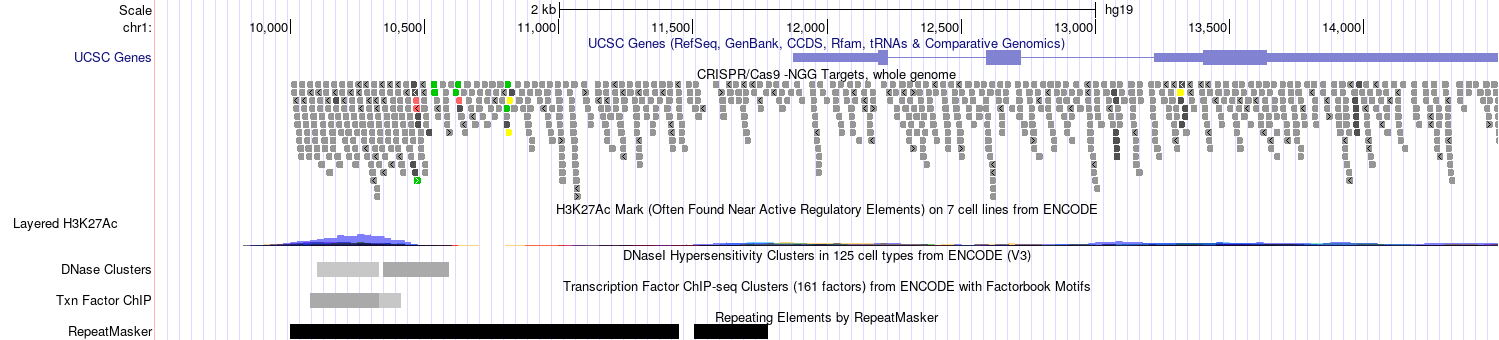 Scale 2 kb hg19
chr1: 10,000 10,500 11,000 11,500 12,000 12,500 13,000 13,500 14,000
UCSC Genes (RefSeq, GenBank, CCDS, Rfam, tRNAs & Comparative Genomics)
UCSC Genes
CRISPR/Cas9 -NGG Targets, whole genome
H3K27Ac Mark (Often Found Near Active Regulatory Elements) on 7 cell lines from ENCODE
Layered H3K27Ac
DNaseI Hypersensitivity Clusters in 125 cell types from ENCODE (V3)
DNase Clusters
Transcription Factor ChIP-seq Clusters (161 factors) from ENCODE with Factorbook Motifs
Txn Factor ChIP
Repeating Elements by RepeatMasker
RepeatMasker